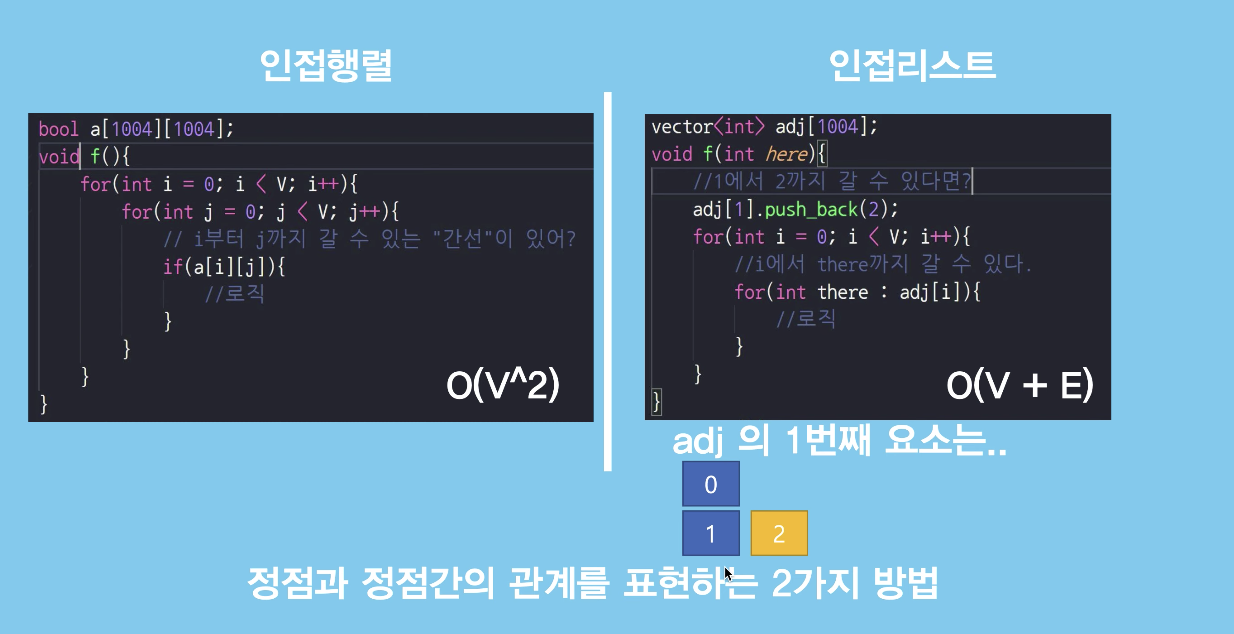 인접행렬
bool a[1004][1004];
void f(){
for(int i = 0; i < V; i++){
for(int j = 0; j < V; j++){
// i부터 j까지 갈 수 있는 "간선"이 있어?
if(a[i][j]){
//로직
}
}
}
}
O(V^2)
인접리스트
vector<int> adj[1004];
void f(int here){
//1에서 2까지 갈 수 있다면?
adj[1].push_back(2);
for(int i = 0; i < V; i++){
//i에서 there까지 갈 수 있다.
for(int there : adj[i]){
//로직
}
}
}
O(V + E)
adj 의 1번째 요소는..
0
1 2
정점과 정점간의 관계를 표현하는 2가지 방법